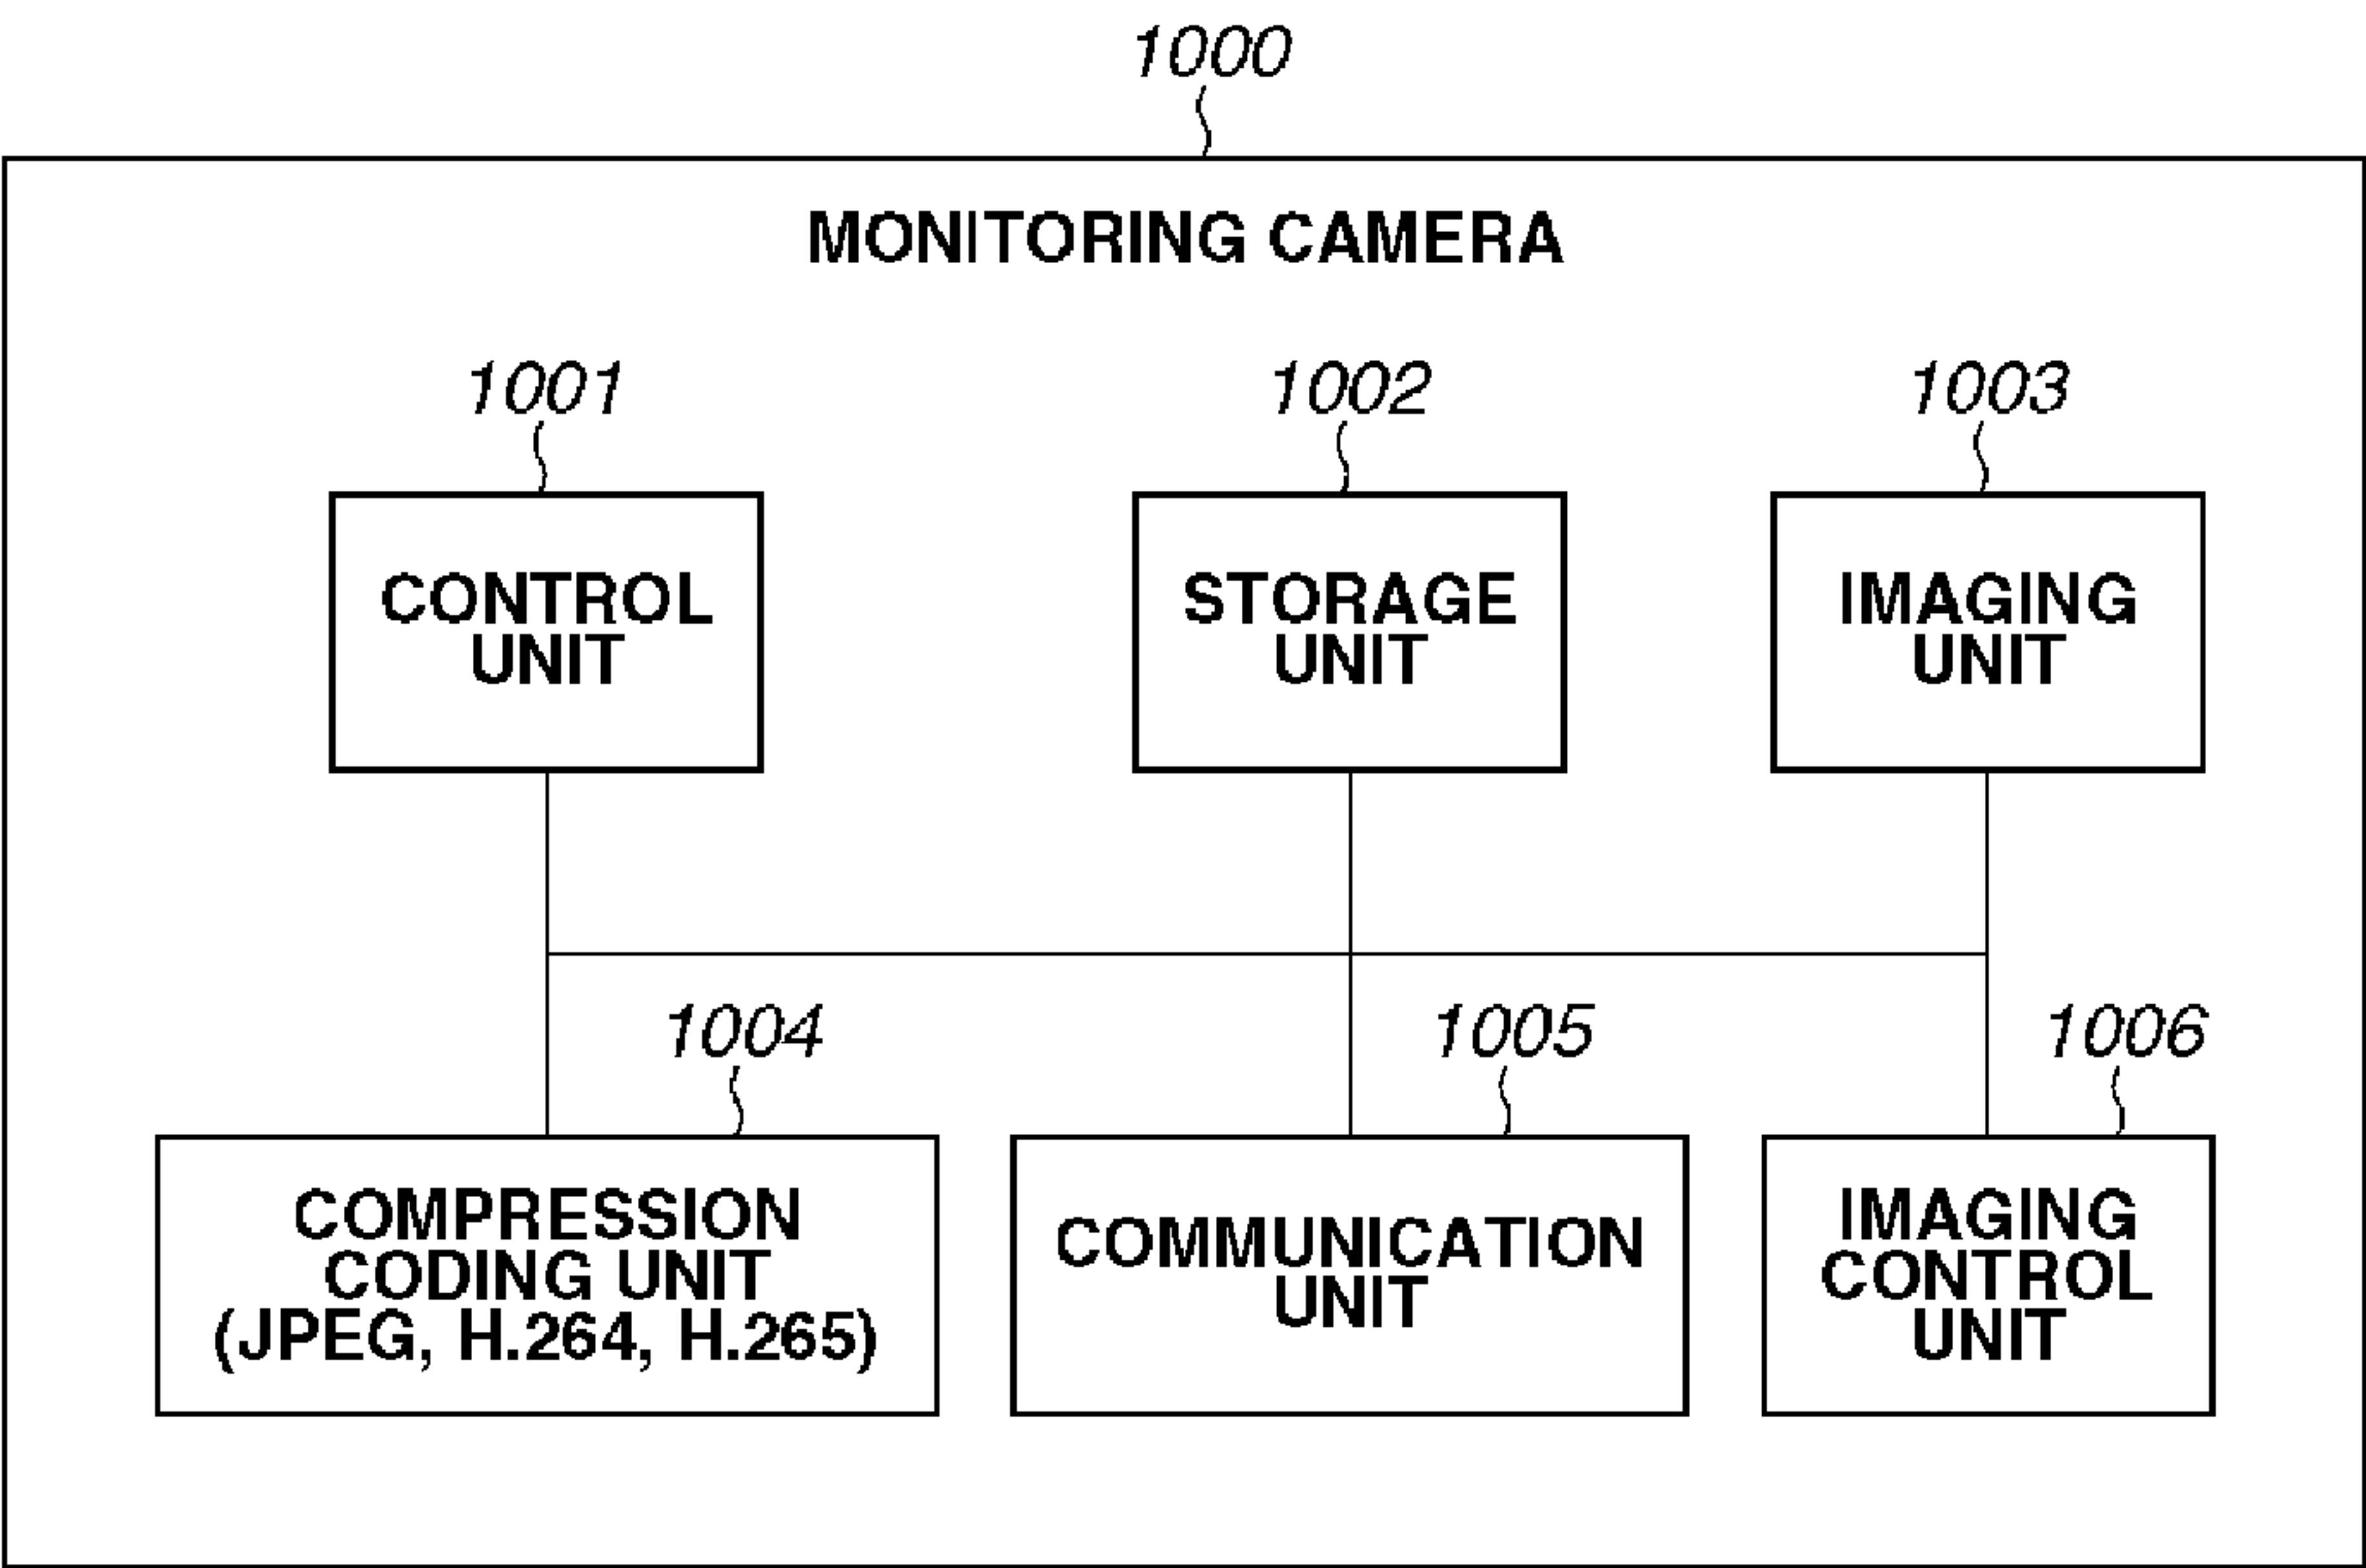 1000
MONITORING CAMERA
1001
1002
1003
CONTROL
UNIT
STORAGE
UNIT
IMAGING
UNIT
1004
1005
1006
COMPRESSION
CODING UNIT
(JPEG, H.264, H.265)
COMMUNICATION
UNIT
IMAGING
CONTROL
UNIT